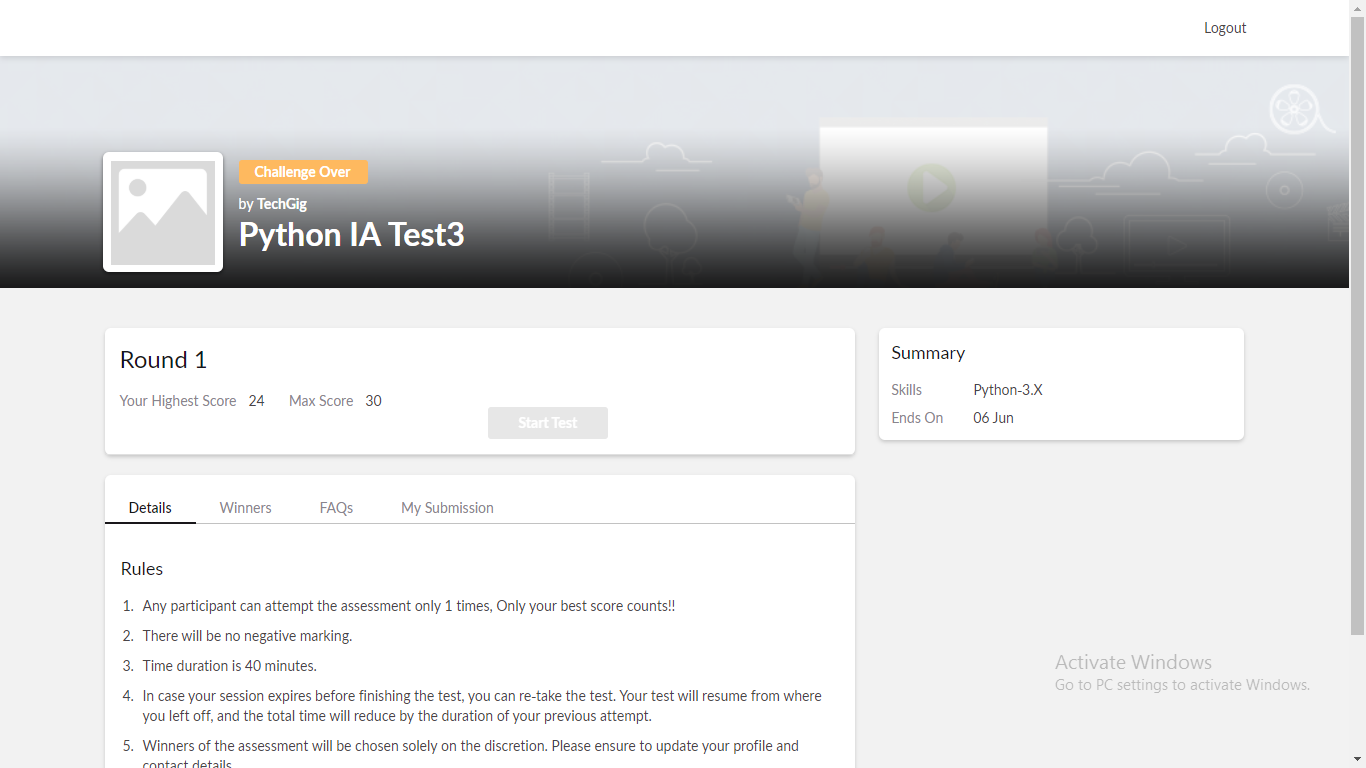 Logout
Challenge Over
by TechGig
Python IA Test3
Round 1
Your Highest Score 24 Max Score 30
Start Test
Summary
Skills Python-3.X
Ends On 06 Jun
Details Winners FAQs My Submission
Rules
1. Any participant can attempt the assessment only 1 times, Only your best score counts!!
2. There will be no negative marking.
3. Time duration is 40 minutes.
4. In case your session expires before finishing the test, you can re-take the test. Your test will resume from where
you left off, and the total time will reduce by the duration of your previous attempt.
5. Winners of the assessment will be chosen solely on the discretion. Please ensure to update your profile and
contact details.
Activate Windows
Go to PC settings to activate Windows.